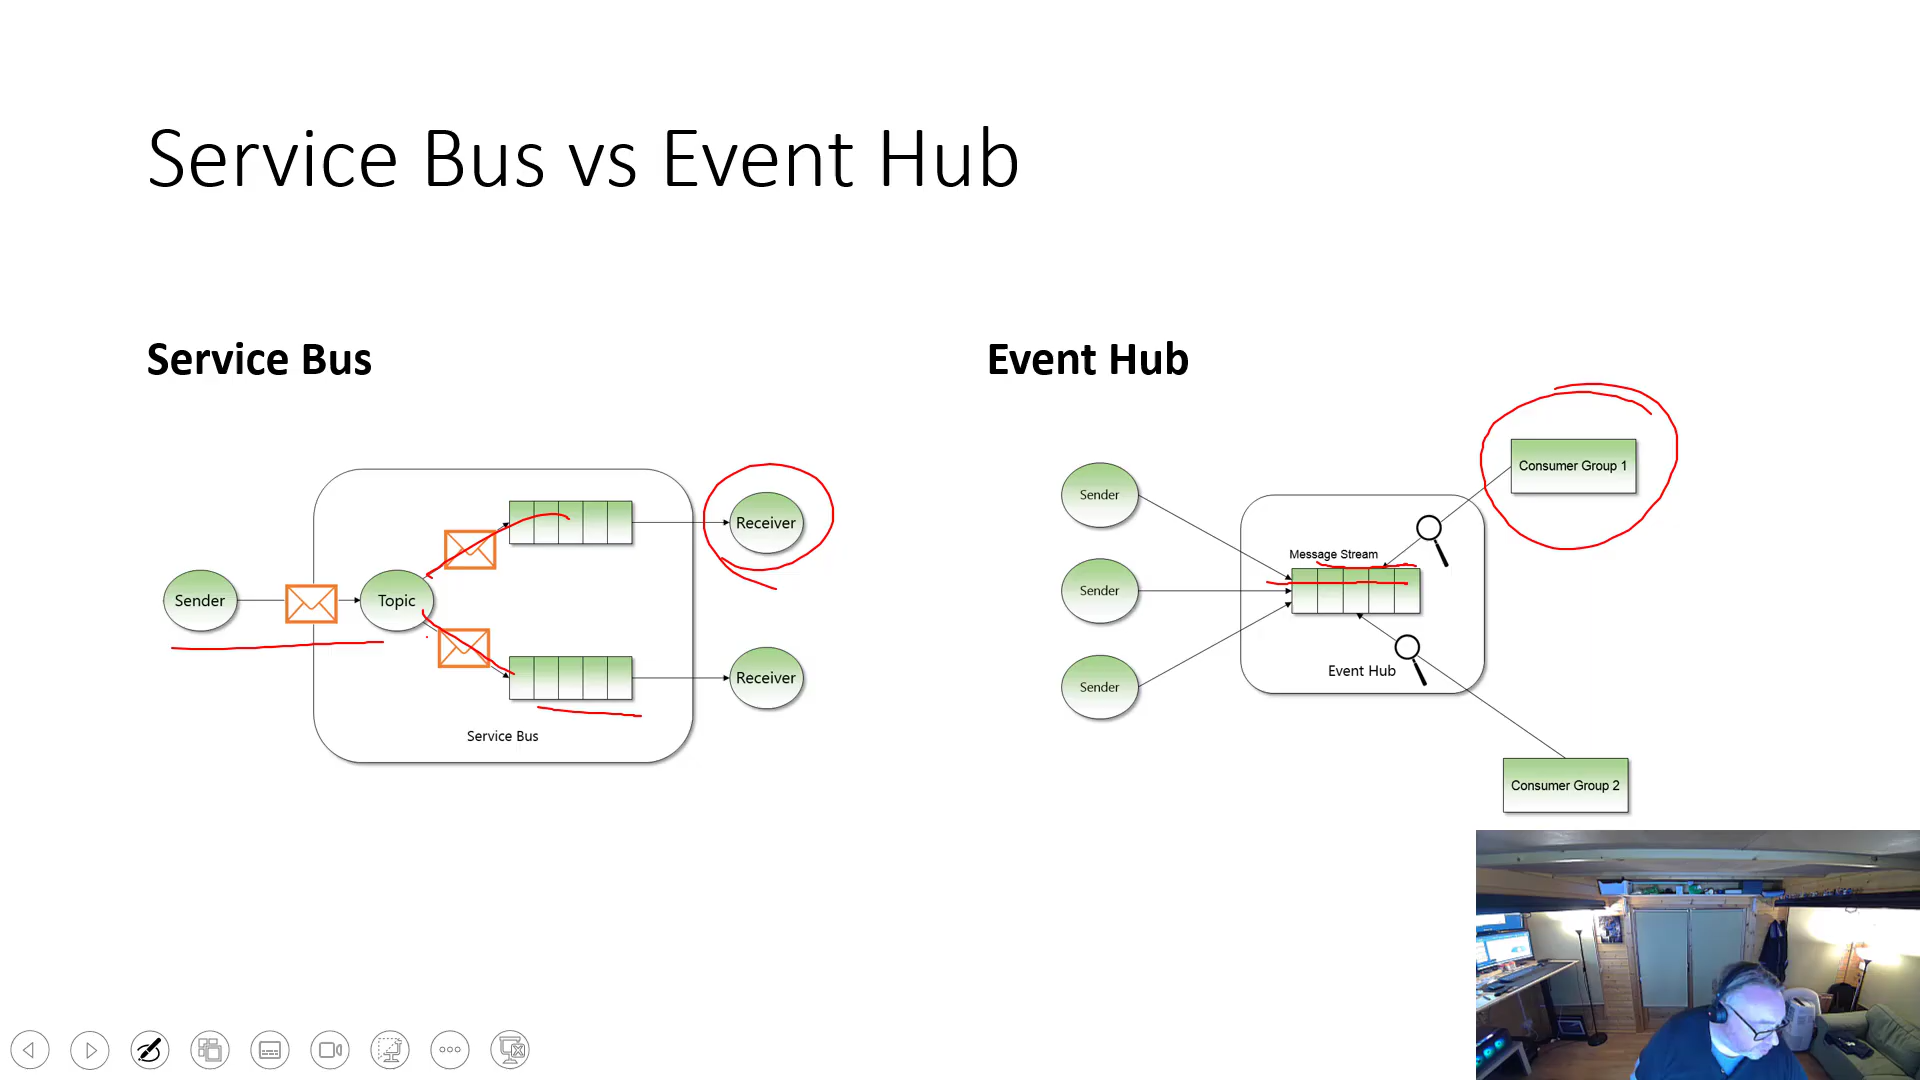 Service Bus vs Event Hub
Service Bus
Sender
Topic
Receiver
Receiver
Service Bus
Event Hub
Sender
Sender
Sender
Message Stream
Event Hub
Consumer Group 1
Consumer Group 2